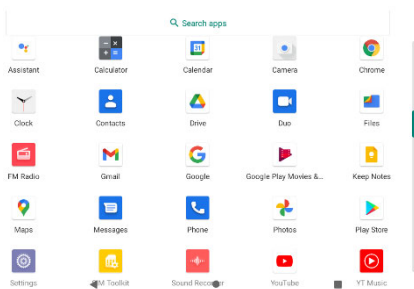 Search apps
Assistant Calculator Calendar Camera Chrome
Clock Contacts Drive Duo Files
FM Radio Gmail Google Google Play Movies &... Keep Notes
Maps Messages Phone Photos Play Store
Settings SIM Toolkit Sound Recorder YouTube YT Music